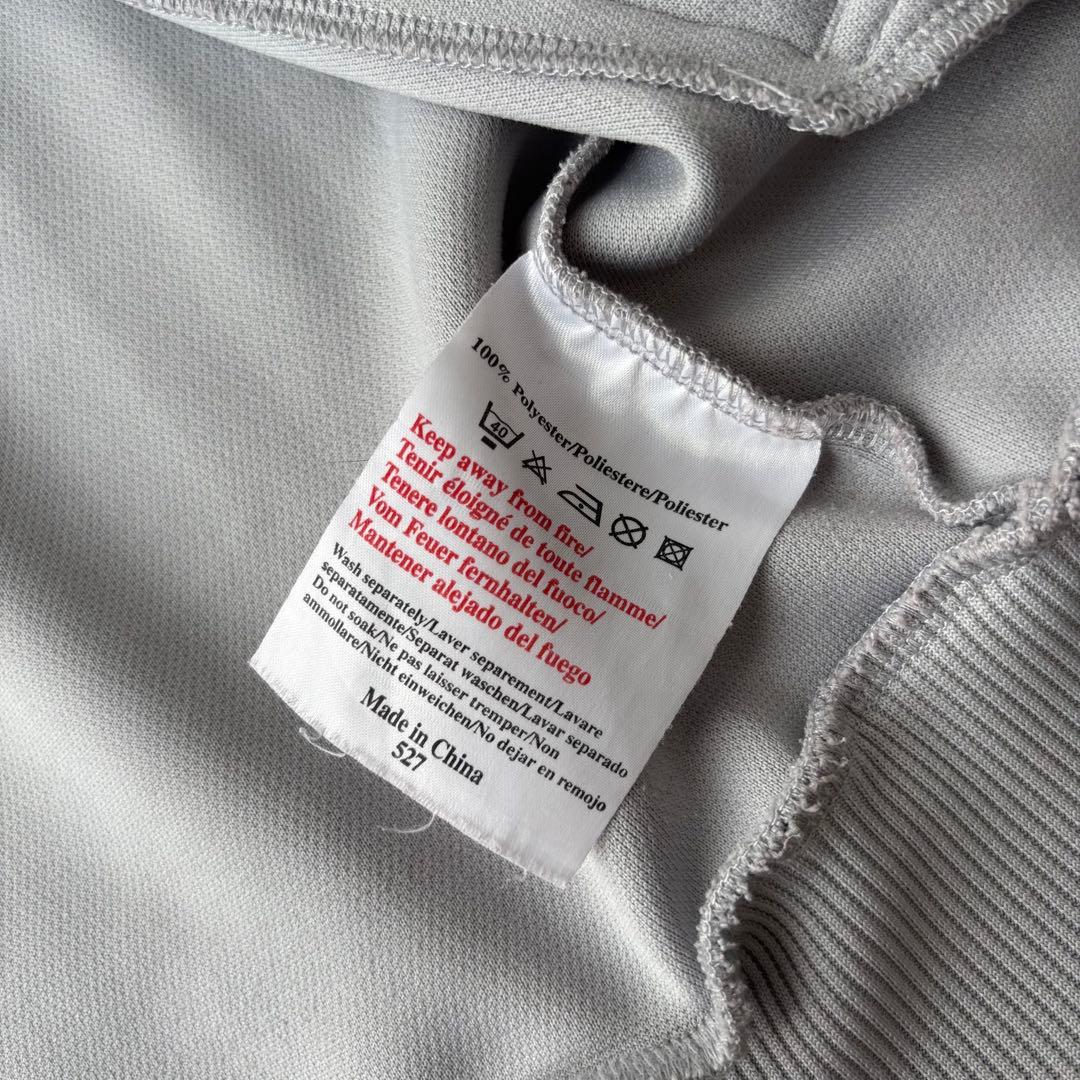 100% Polyester/Poliestere/Poliester
40
Keep away from fire/
Tenir éloigné de toute flamme/
Tenere lontano del fuoco/
Vom Feuer fernhalten/
Mantener alejado del fuego
Wash separately/Laver separement/Lavare
separatamente/Separat waschen/Lavar separado
Do not soak/Ne pas laisser tremper/Non
ammollare/Nicht einweichen/No dejar en remojo
Made in China
527